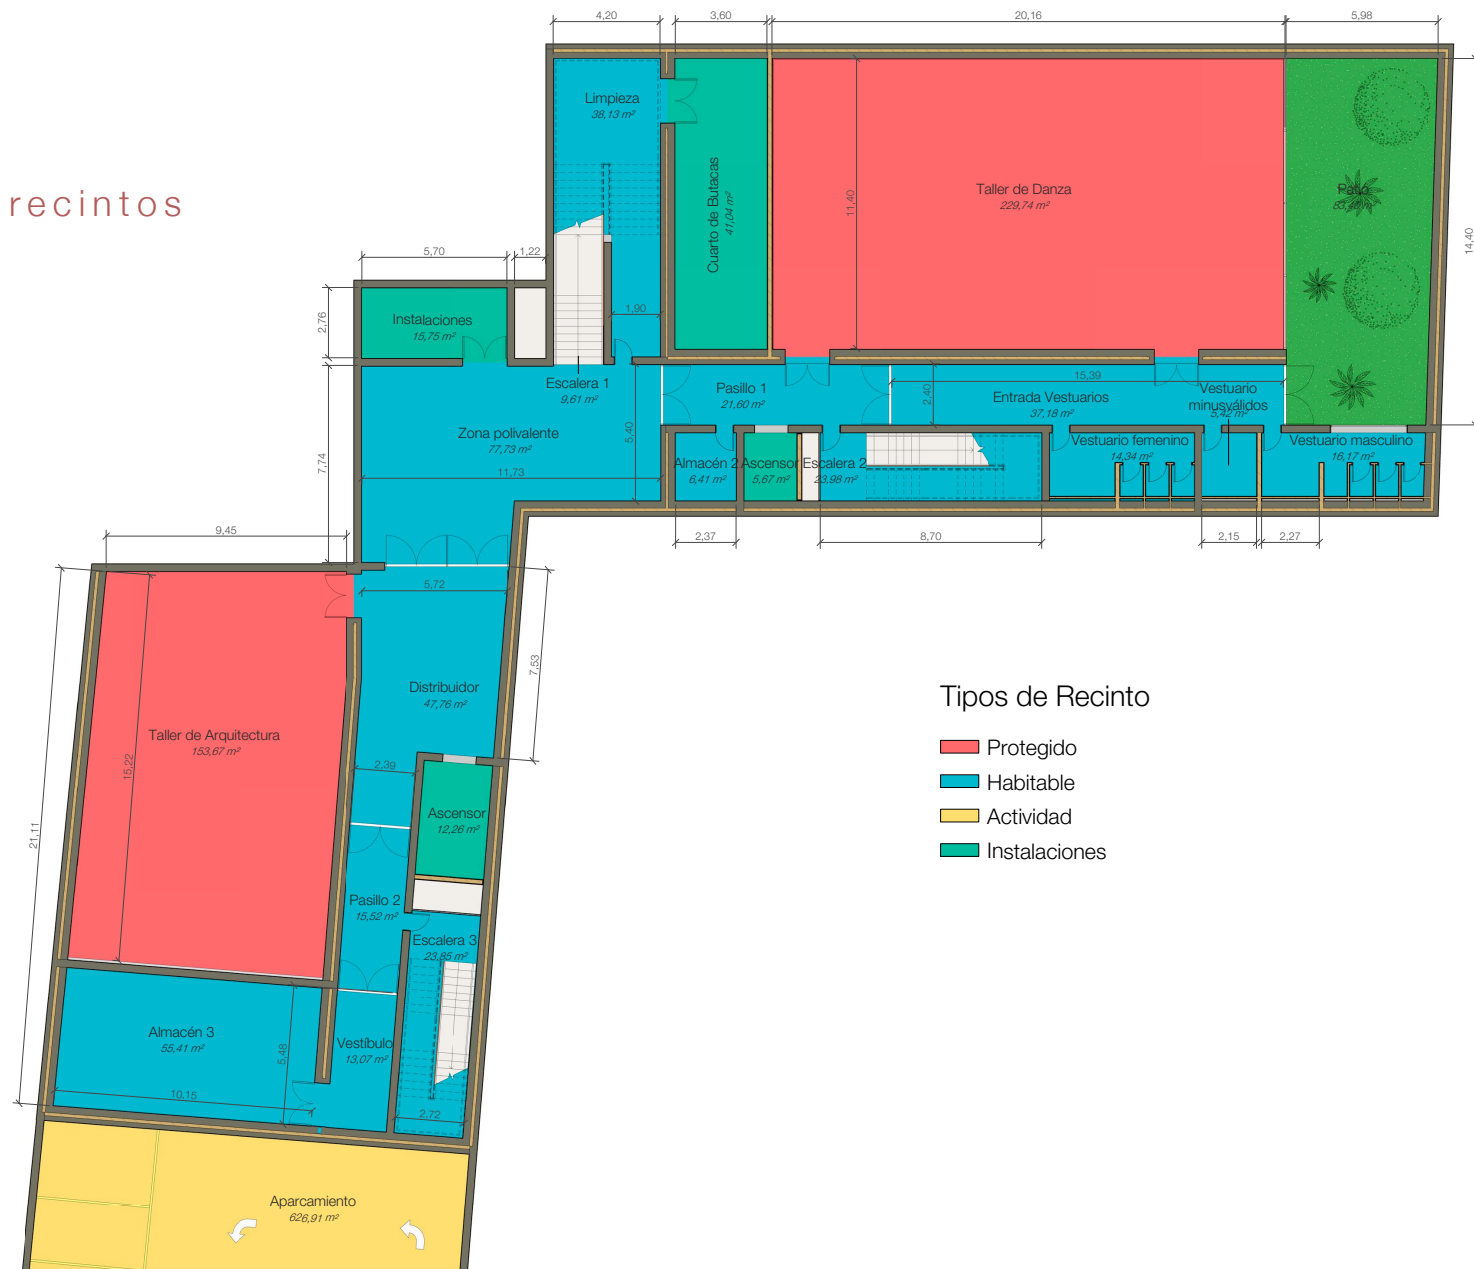 4,20
3,60
20,16
5,98
Limpieza
38,13 m²
Cuarto de Butacas
41,04 m²
11,40
Taller de Danza
229,74 m²
Patio
14,40
recintos
5,70
1,22
2,76
Instalaciones
15,75 m²
1,90
Escalera 1
9,61 m²
Pasillo 1
21,60 m²
2,40
15,39
Entrada Vestuarios
37,18 m²
Vestuario
minusválidos
5,42 m²
Zona polivalente
77,73 m²
5,40
7,74
11,73
Almacén 2
6,41 m²
Ascensor
5,67 m²
Escalera 2
23,98 m²
Vestuario femenino
14,34 m²
Vestuario masculino
16,17 m²
2,37
8,70
2,15
2,27
9,45
5,72
7,53
Distribuidor
47,76 m²
Taller de Arquitectura
153,67 m²
15,22
21,11
2,39
Ascensor
12,26 m²
Pasillo 2
15,52 m²
Escalera 3
23,85 m²
Almacén 3
55,41 m²
5,48
Vestíbulo
13,07 m²
10,15
2,72
Aparcamiento
626,91 m²
Tipos de Recinto
Protegido
Habitable
Actividad
Instalaciones